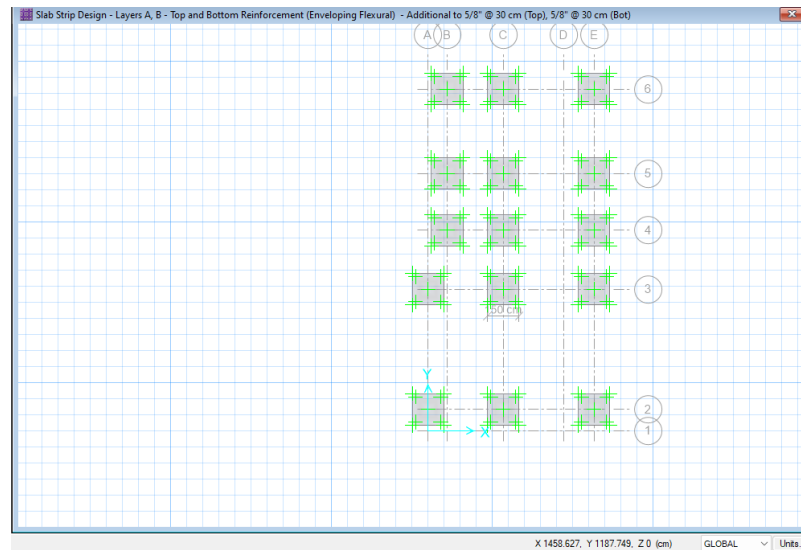 Slab Strip Design - Layers A, B - Top and Bottom Reinforcement (Enveloping Flexural) - Additional to 5/8" @ 30 cm (Top), 5/8" @ 30 cm (Bot)
A B C D E
6
5
4
3
150 cm
Y
2
X
1
X 1458.627, Y 1187.749, Z 0 (cm) GLOBAL Units.